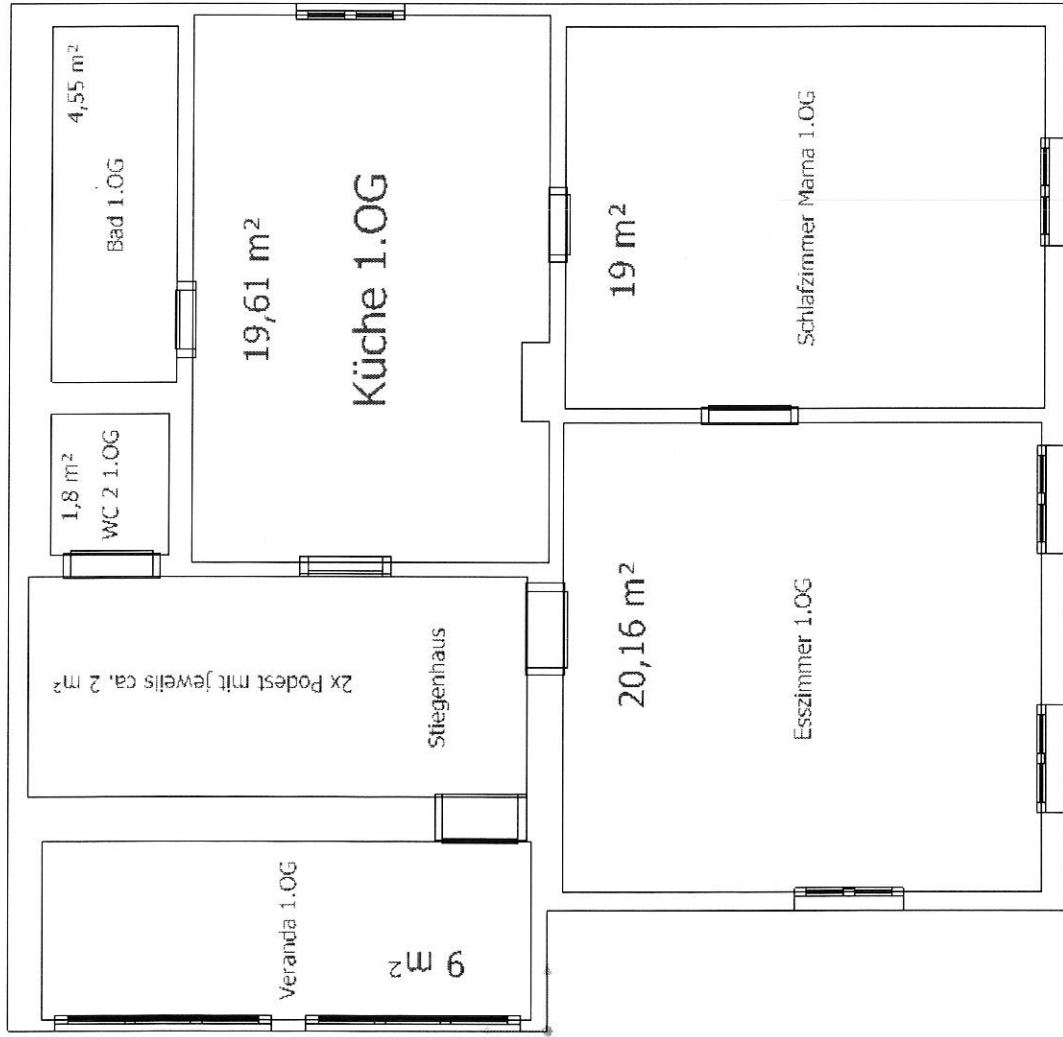 4,55 m²
Bad 1.OG
1,8 m²
WC 2 1.OG
19,61 m²
Küche 1.OG
19 m²
Schlafzimmer Mama 1.OG
2x Podest mit jeweils ca. 2 m²
Stiegenhaus
20,16 m²
Esszimmer 1.OG
Veranda 1.OG
9 m²